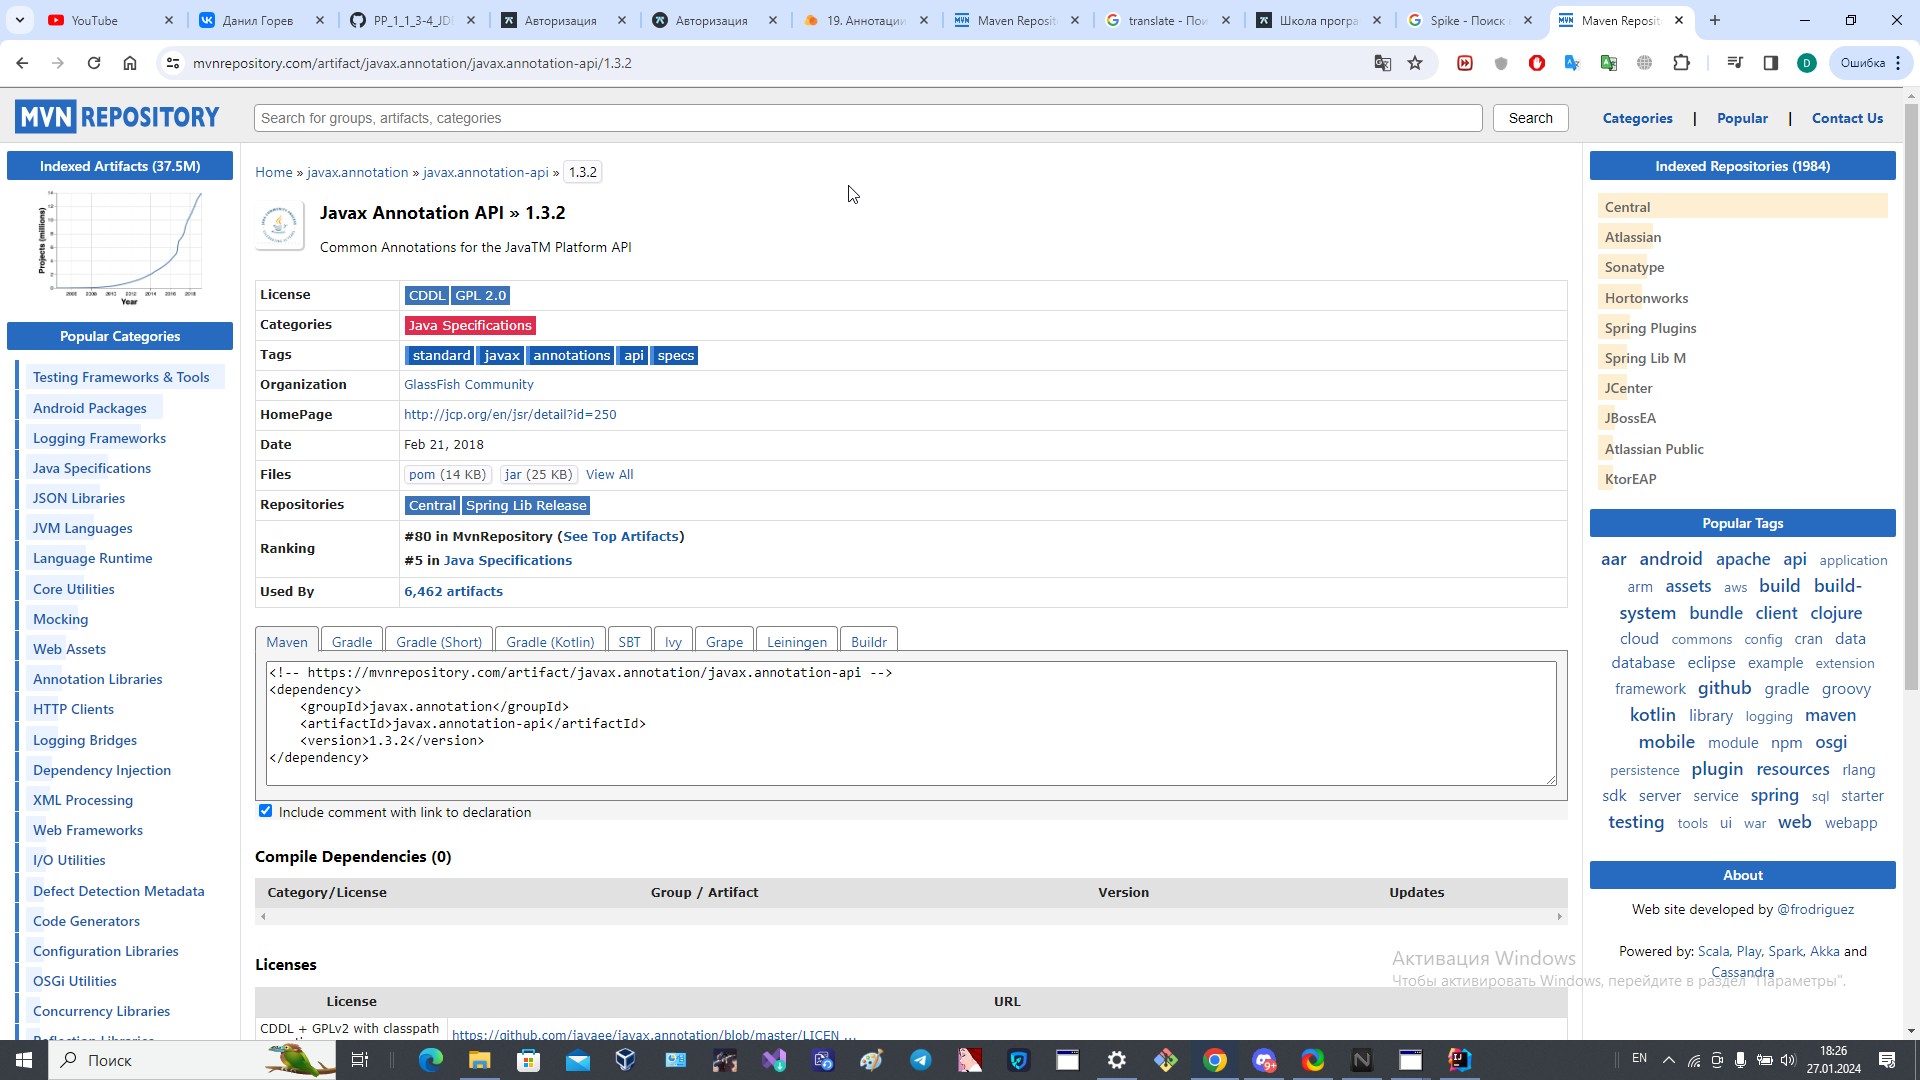 YouTube
Данил Горев
PP_1_1_3-4_JD
Авторизация
Авторизация
19. Аннотации
Maven Reposit
translate - Пои
Школа програ
Spike - Поиск
Maven Reposit
mvnrepository.com/artifact/javax.annotation/javax.annotation-api/1.3.2
D
Ошибка
MVN REPOSITORY
Search for groups, artifacts, categories
Search
Categories | Popular | Contact Us
Indexed Artifacts (37.5M)
Projects (millions)
Year
Popular Categories
Testing Frameworks & Tools
Android Packages
Logging Frameworks
Java Specifications
JSON Libraries
JVM Languages
Language Runtime
Core Utilities
Mocking
Web Assets
Annotation Libraries
HTTP Clients
Logging Bridges
Dependency Injection
XML Processing
Web Frameworks
I/O Utilities
Defect Detection Metadata
Code Generators
Configuration Libraries
OSGi Utilities
Concurrency Libraries
Reflection Libraries
Home » javax.annotation » javax.annotation-api » 1.3.2
Javax Annotation API » 1.3.2
Common Annotations for the JavaTM Platform API
License CDDL GPL 2.0
Categories Java Specifications
Tags standard javax annotations api specs
Organization GlassFish Community
HomePage http://jcp.org/en/jsr/detail?id=250
Date Feb 21, 2018
Files pom (14 KB) jar (25 KB) View All
Repositories Central Spring Lib Release
Ranking #80 in MvnRepository (See Top Artifacts)
#5 in Java Specifications
Used By 6,462 artifacts
Maven Gradle Gradle (Short) Gradle (Kotlin) SBT Ivy Grape Leiningen Buildr
<!-- https://mvnrepository.com/artifact/javax.annotation/javax.annotation-api -->
<dependency>
<groupId>javax.annotation</groupId>
<artifactId>javax.annotation-api</artifactId>
<version>1.3.2</version>
</dependency>
Include comment with link to declaration
Compile Dependencies (0)
Category/License Group / Artifact Version Updates
Licenses
License URL
CDDL + GPLv2 with classpath
https://github.com/javaee/javax.annotation/blob/master/LICEN ...
Indexed Repositories (1984)
Central
Atlassian
Sonatype
Hortonworks
Spring Plugins
Spring Lib M
JCenter
JBossEA
Atlassian Public
KtorEAP
Popular Tags
aar android apache api application
arm assets aws build build-
system bundle client clojure
cloud commons config cran data
database eclipse example extension
framework github gradle groovy
kotlin library logging maven
mobile module npm osgi
persistence plugin resources rlang
sdk server service spring sql starter
testing tools ui war web webapp
About
Web site developed by @frodriguez
Powered by: Scala, Play, Spark, Akka and
Cassandra
Активация Windows
Чтобы активировать Windows, перейдите в раздел "Параметры".
Поиск
EN
18:26
27.01.2024